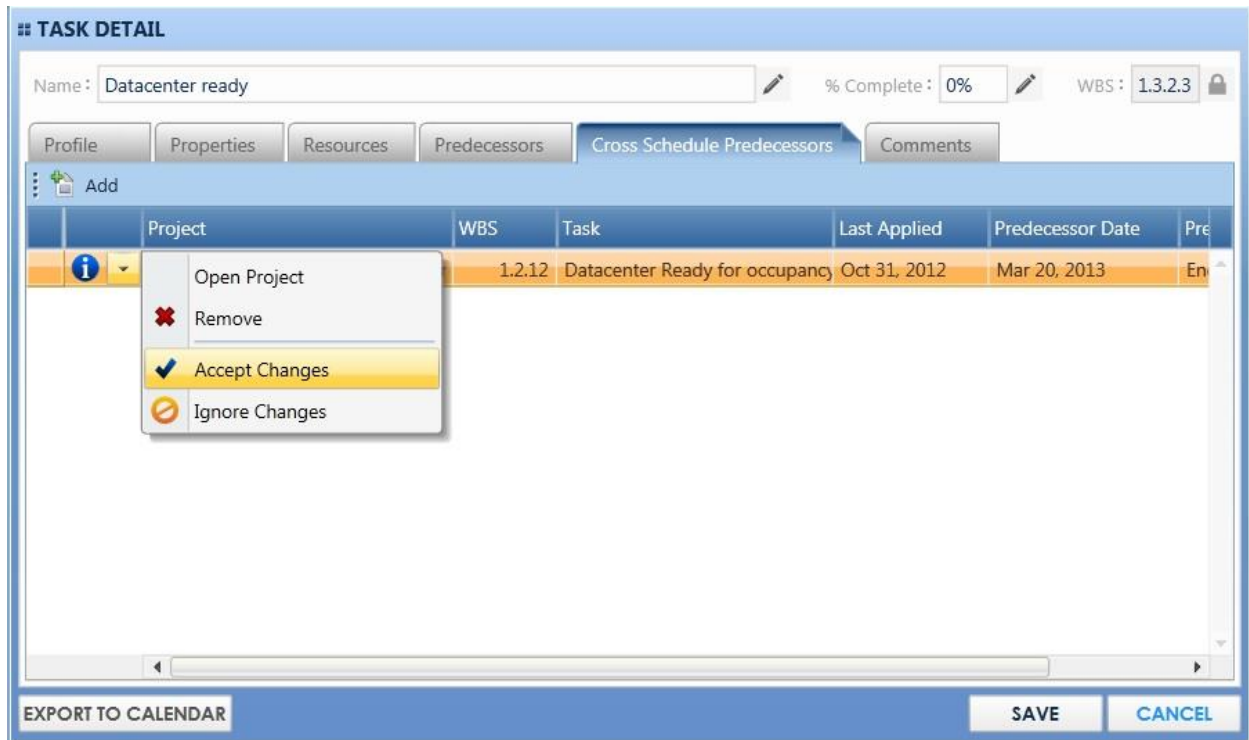 TASK DETAIL
Name: Datacenter ready % Complete: 0% WBS: 1.3.2.3
Profile Properties Resources Predecessors Cross Schedule Predecessors Comments
Add
Project WBS Task Last Applied Predecessor Date Pre
1.2.12 Datacenter Ready for occupancy Oct 31, 2012 Mar 20, 2013 En
Open Project
Remove
Accept Changes
Ignore Changes
EXPORT TO CALENDAR SAVE CANCEL